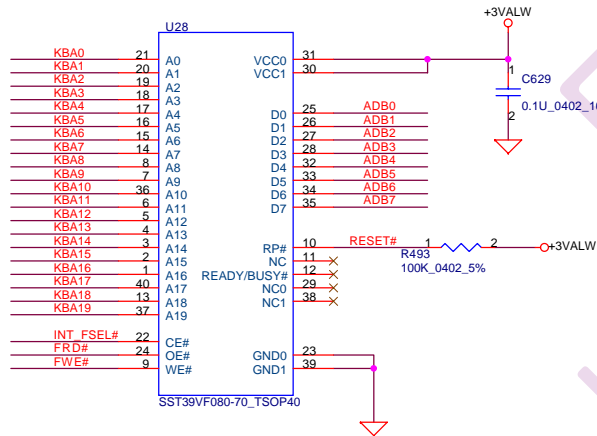 U28
+3VALW
KBA0 21 A0 VCC0 31
KBA1 20 A1 VCC1 30
KBA2 19 A2
KBA3 18 A3
KBA4 17 A4 D0 25 ADB0
KBA5 16 A5 D1 26 ADB1
KBA6 15 A6 D2 27 ADB2
KBA7 14 A7 D3 28 ADB3
KBA8 8 A8 D4 32 ADB4
KBA9 7 A9 D5 33 ADB5
KBA10 36 A10 D6 34 ADB6
KBA11 6 A11 D7 35 ADB7
KBA12 5 A12
KBA13 4 A13
KBA14 3 A14 RP# 10 RESET# 1 2 +3VALW
KBA15 2 A15 NC 11 R493
KBA16 1 A16 READY/BUSY# 12 100K_0402_5%
KBA17 40 A17 NC0 29
KBA18 13 A18 NC1 38
KBA19 37 A19
INT_FSEL# 22 CE# GND0 23
FRD# 24 OE# GND1 39
FWE# 9 WE#
SST39VF080-70_TSOP40
1
C629
0.1U_0402_
2